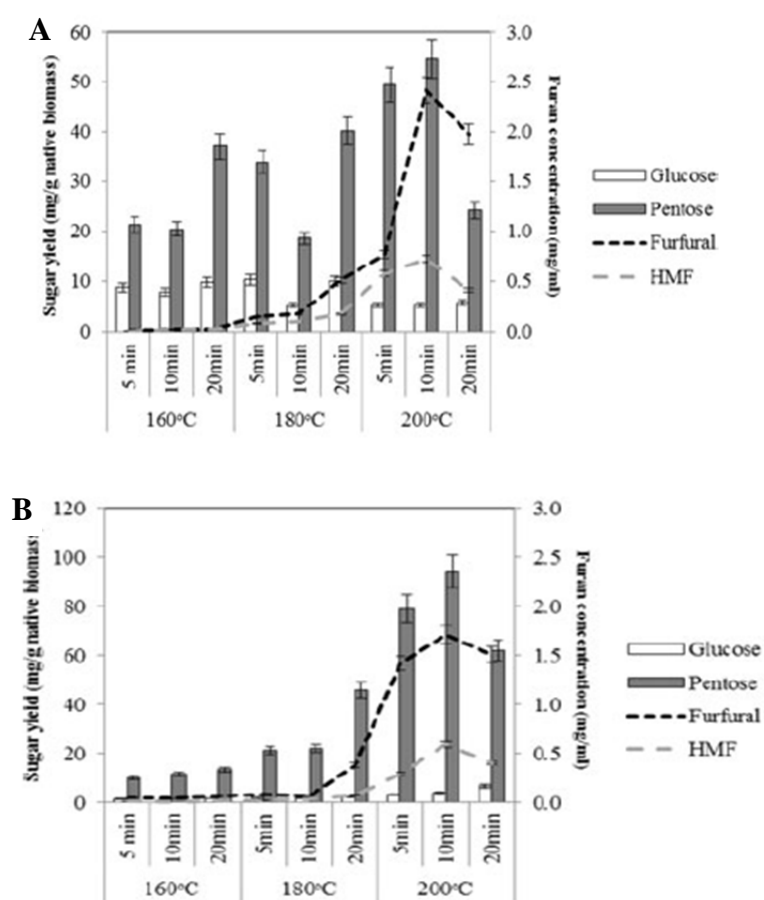 A
Sugar yield (mg/g native biomass)
60
50
40
30
20
10
0
3.0
2.5
2.0
1.5
1.0
0.5
0.0
Furan concentration (mg/ml)
5 min
10min
20min
5min
10min
20min
5min
10min
20min
160°C
180°C
200°C
Glucose
Pentose
Furfural
HMF
B
Sugar yield (mg/g native biomass
120
100
80
60
40
20
0
3.0
2.5
2.0
1.5
1.0
0.5
0.0
Furan concentration (mg/ml)
5 min
10min
20min
5min
10min
20min
5min
10min
20min
160°C
180°C
200°C
Glucose
Pentose
Furfural
HMF